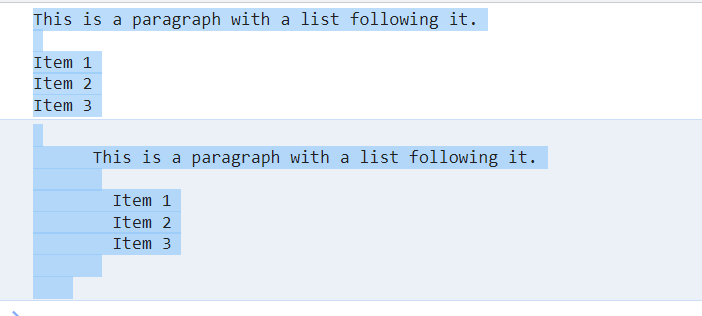 This is a paragraph with a list following it.
Item 1
Item 2
Item 3
This is a paragraph with a list following it.
Item 1
Item 2
Item 3